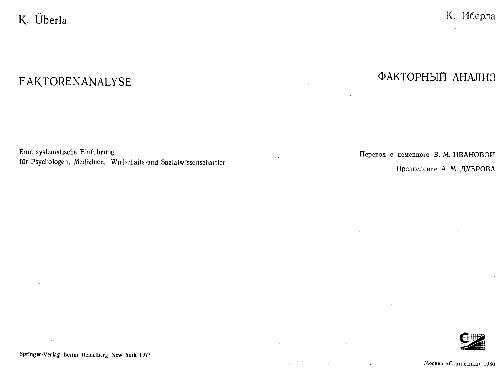 K. Überla
FAKTORENANALYSE
Eine systematische Einführung
für Psychologen, Mediziner, Wirtschafts- und Sozialwissenschaftler
Springer-Verlag Berlin Heidelberg New York 1977
К. Иберла
ФАКТОРНЫЙ АНАЛИЗ
Перевод с немецкого В. М. ИВАНОВОЙ
Предисловие А. М. ДУБРОВА
Москва «Статистика» 1980